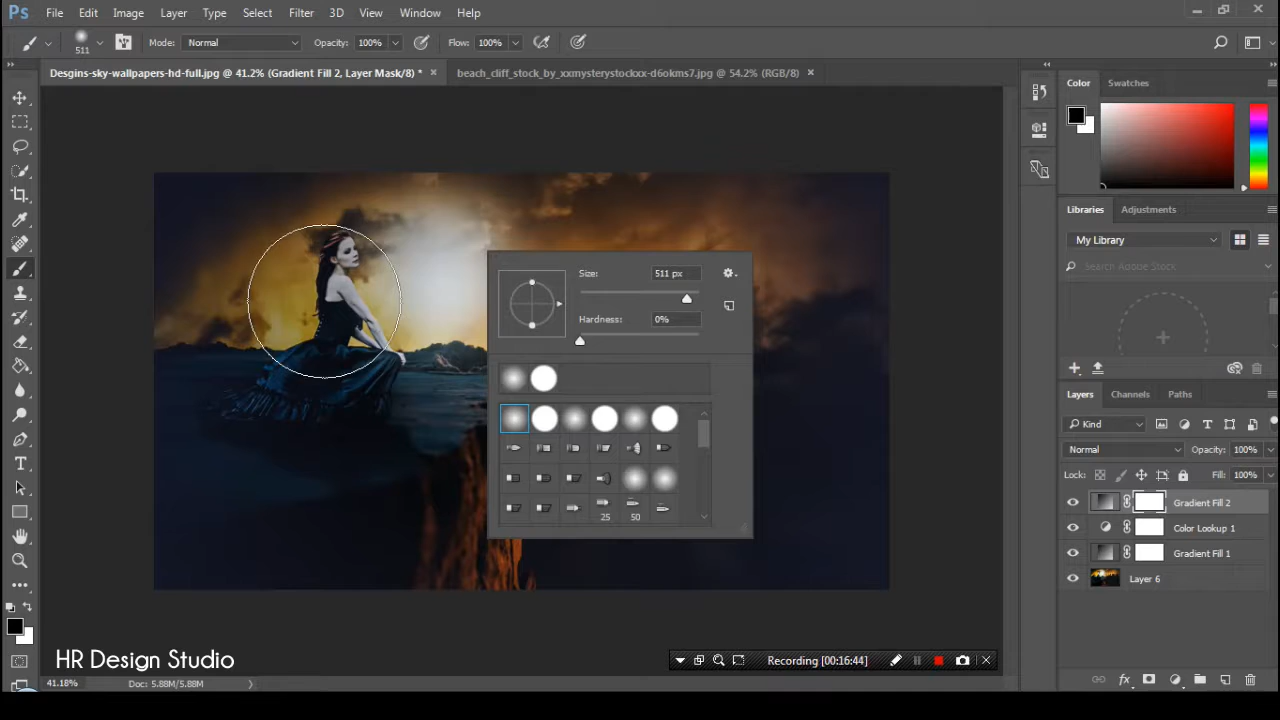 Ps File Edit Image Layer Type Select Filter 3D View Window Help
511 Mode: Normal Opacity: 100% Flow: 100%
Desgins-sky-wallpapers-hd-full.jpg @ 41.2% (Gradient Fill 2, Layer Mask/8) * × beach_cliff_stock_by_xxmysterystockxx-d6okms7.jpg @ 54.2% (RGB/8) ×
Color Swatches
Size: 511 px
Hardness: 0%
25 50
Libraries Adjustments
My Library
Search Adobe Stock
Layers Channels Paths
Kind
Normal Opacity: 100%
Lock: Fill: 100%
Gradient Fill 2
Color Lookup 1
Gradient Fill 1
Layer 6
HR Design Studio
Recording [00:16:44]
41.18% Doc: 5.88M/5.88M